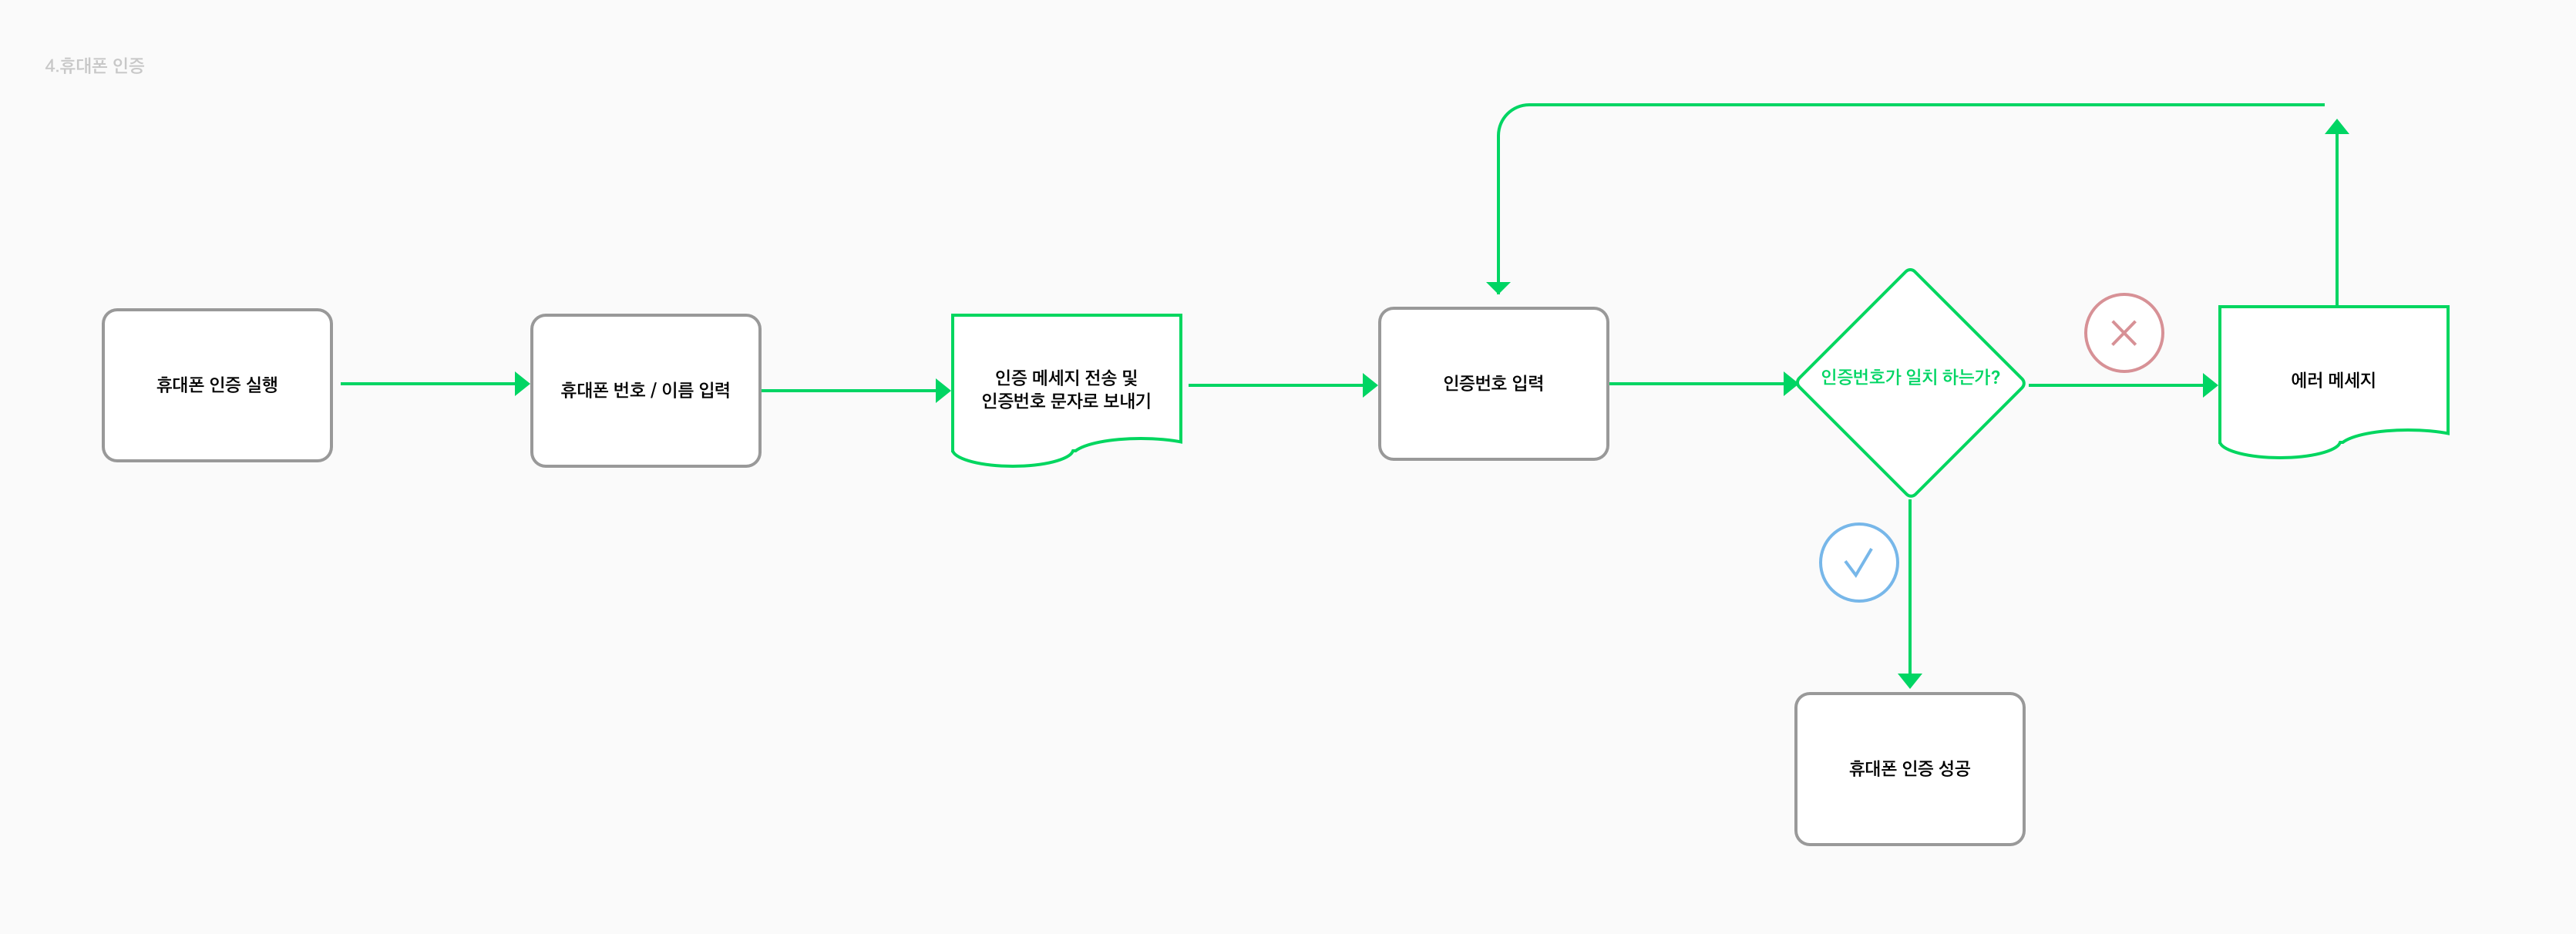 4.휴대폰 인증
휴대폰 인증 실행
휴대폰 번호 / 이름 입력
인증 메세지 전송 및
인증번호 문자로 보내기
인증번호 입력
인증번호가 일치 하는가?
에러 메세지
휴대폰 인증 성공